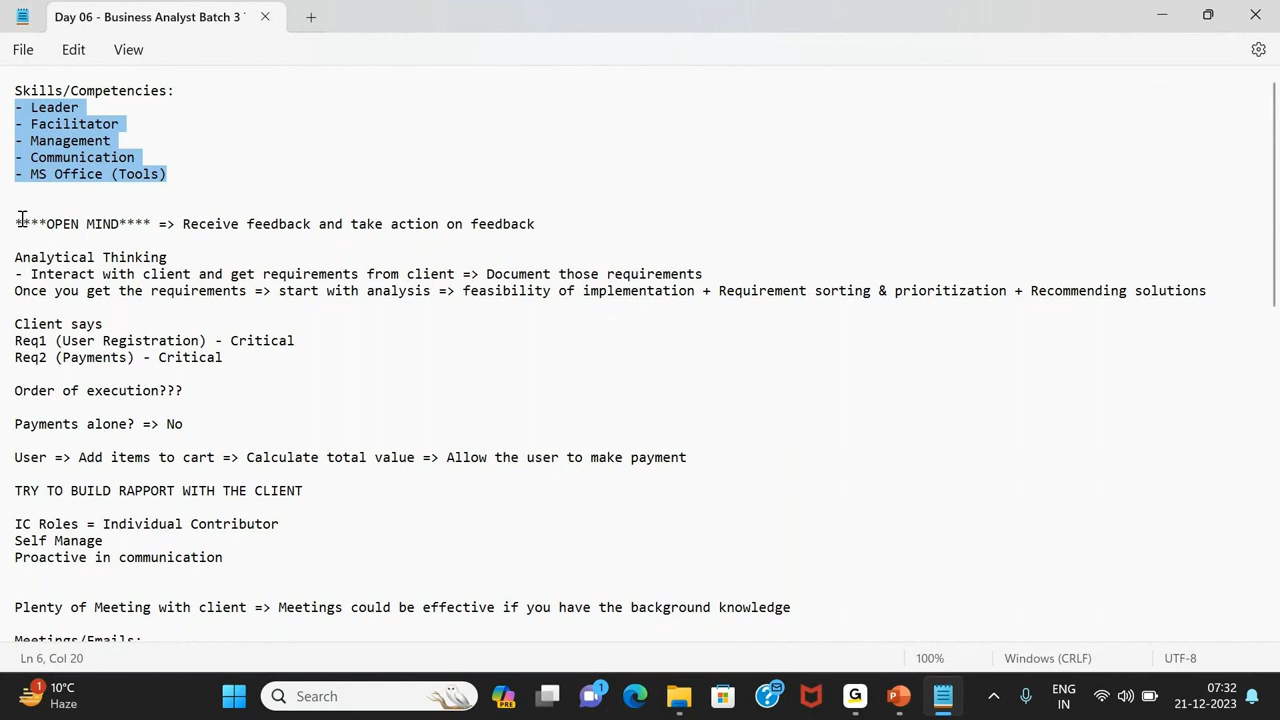 Day 06 - Business Analyst Batch 3
File Edit View
Skills/Competencies:
- Leader
- Facilitator
- Management
- Communication
- MS Office (Tools)
****OPEN MIND**** => Receive feedback and take action on feedback
Analytical Thinking
- Interact with client and get requirements from client => Document those requirements
Once you get the requirements => start with analysis => feasibility of implementation + Requirement sorting & prioritization + Recommending solutions
Client says
Req1 (User Registration) - Critical
Req2 (Payments) - Critical
Order of execution???
Payments alone? => No
User => Add items to cart => Calculate total value => Allow the user to make payment
TRY TO BUILD RAPPORT WITH THE CLIENT
IC Roles = Individual Contributor
Self Manage
Proactive in communication
Plenty of Meeting with client => Meetings could be effective if you have the background knowledge
Meetings/Emails:
Ln 6, Col 20 100% Windows (CRLF) UTF-8
1 10°C Haze Search PRE 1 ENG IN 07:32 21-12-2023